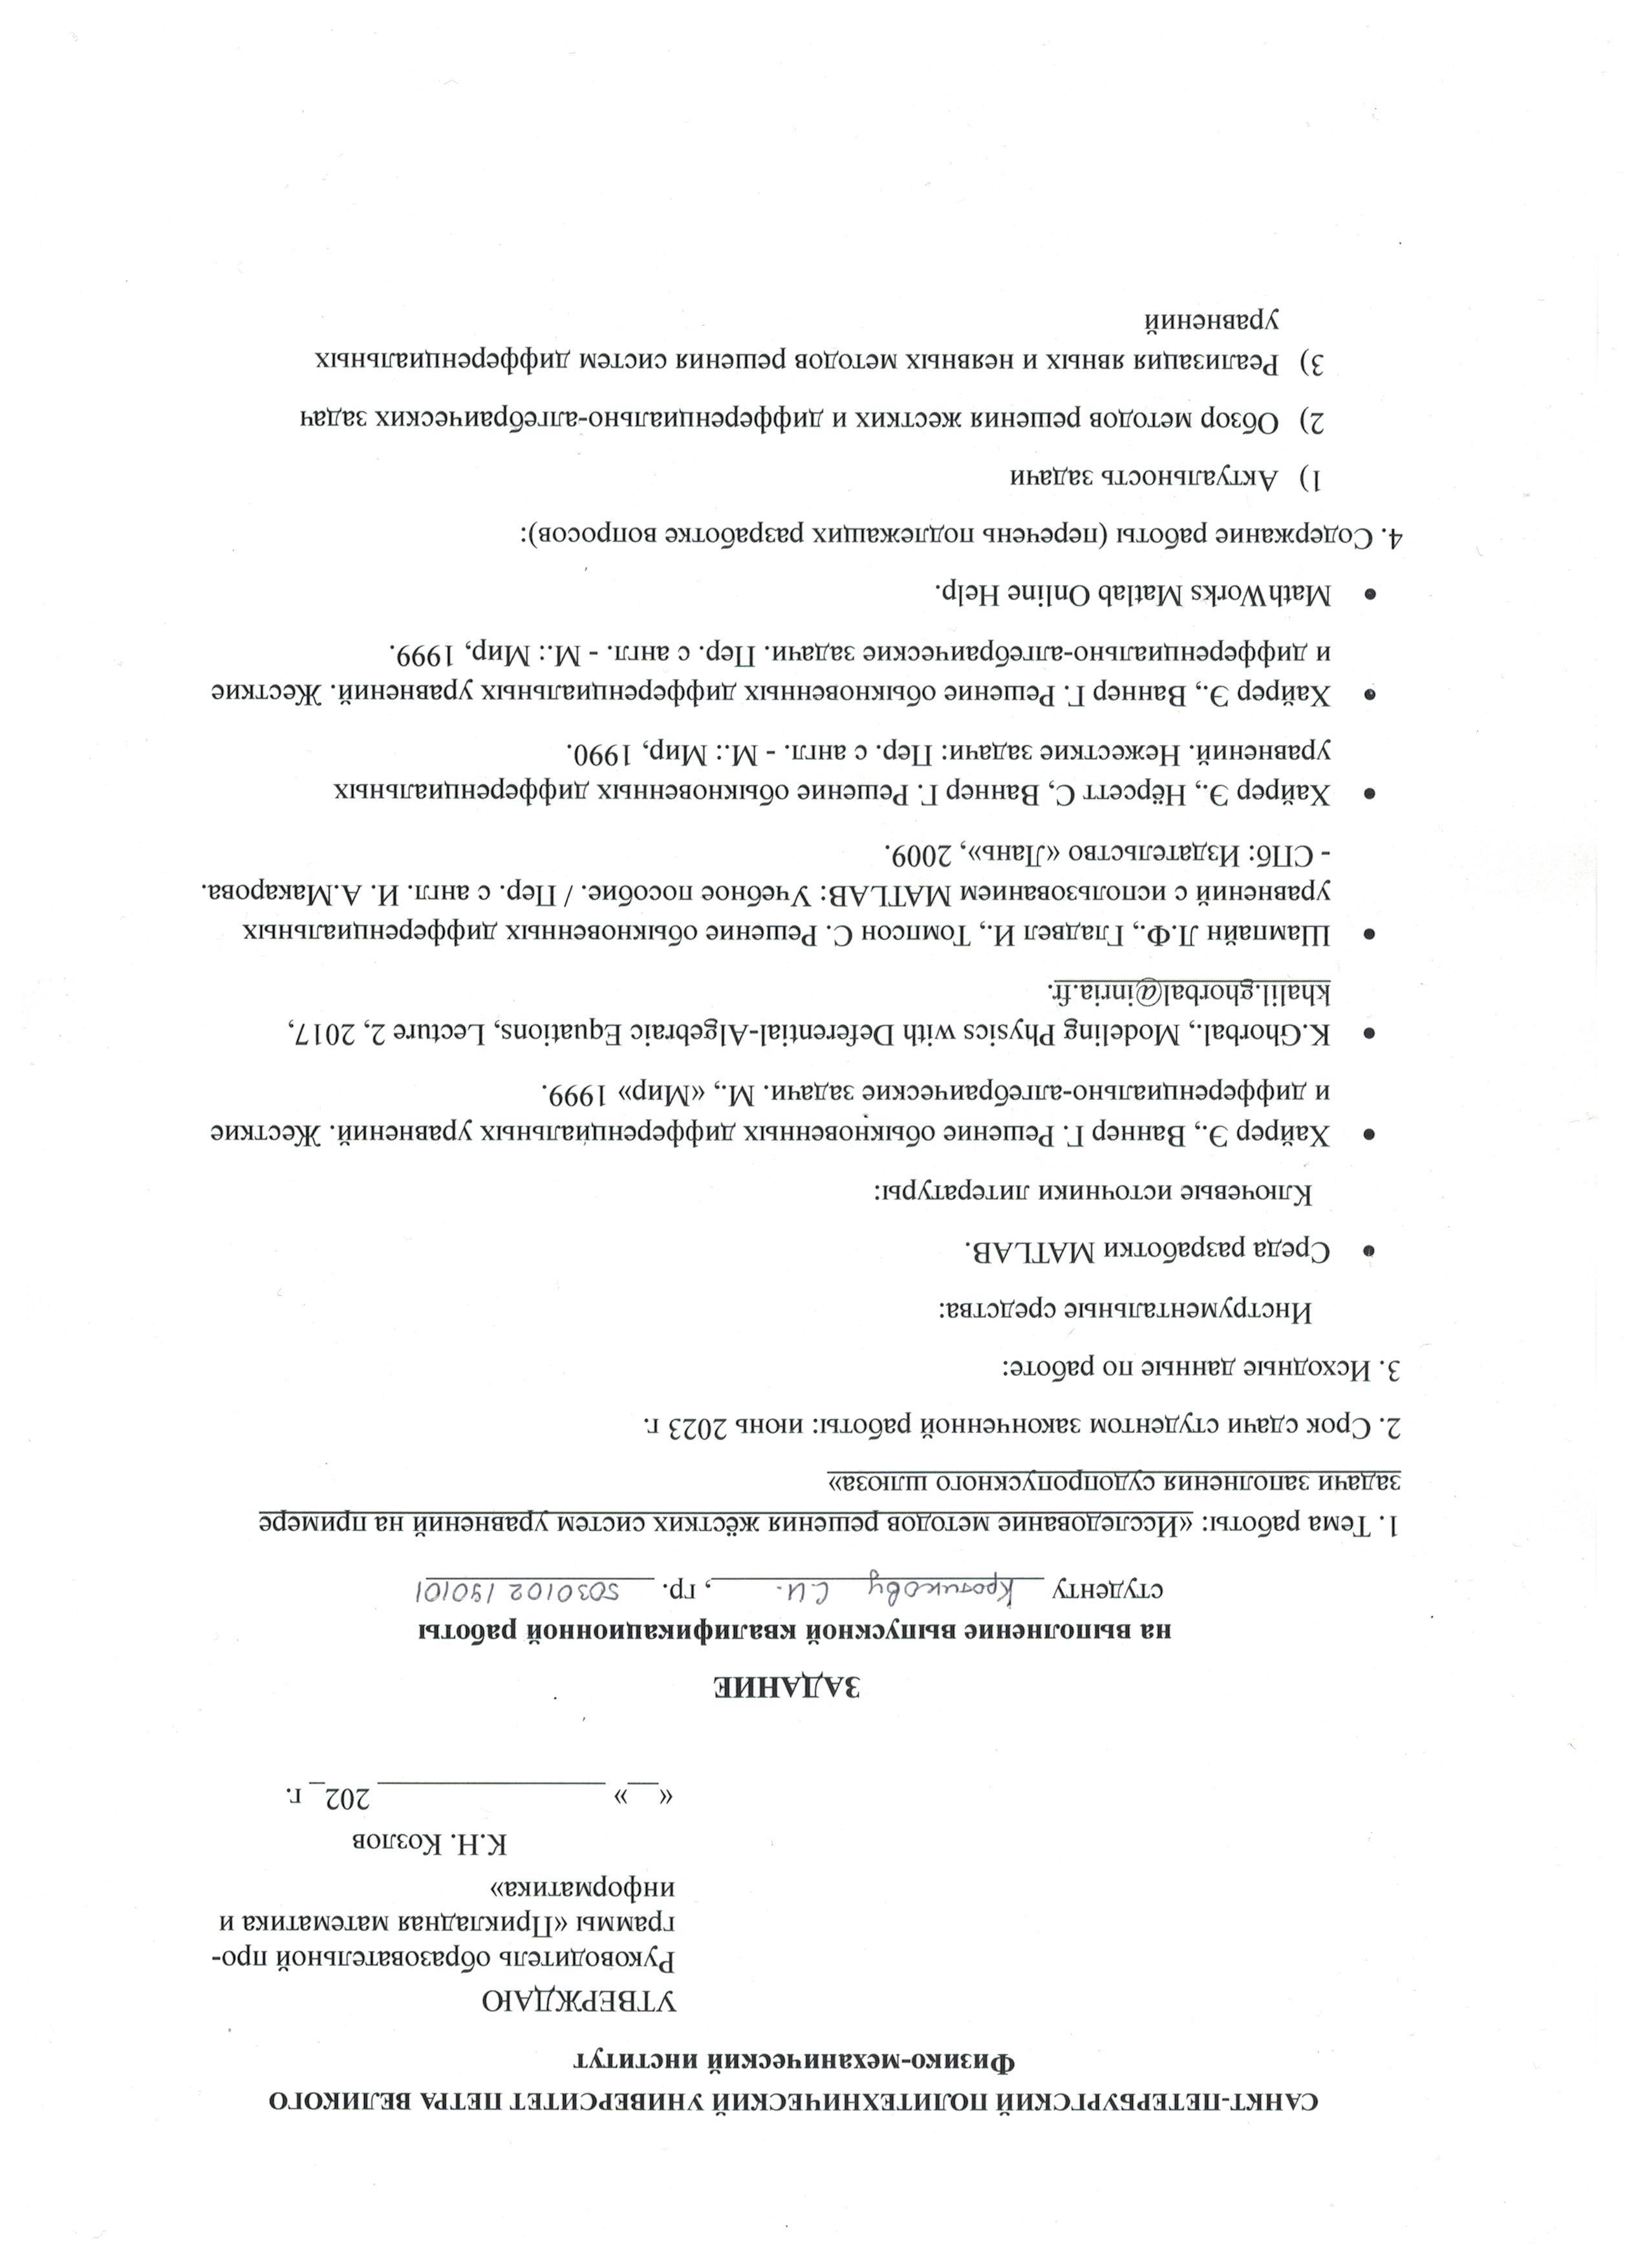 САНКТ-ПЕТЕРБУРГСКИЙ ПОЛИТЕХНИЧЕСКИЙ УНИВЕРСИТЕТ ПЕТРА ВЕЛИКОГО
Физико-механический институт
УТВЕРЖДАЮ
Руководитель образовательной про-
граммы «Прикладная математика и
информатика»
К.Н. Козлов
«__» _______________ 202_ г.
ЗАДАНИЕ
на выполнение выпускной квалификационной работы
студенту С.И., гр. 5030102/90101
1. Тема работы: «Исследование методов решения жёстких систем уравнений на примере
задачи заполнения судопропускного шлюза»
2. Срок сдачи студентом законченной работы: июнь 2023 г.
3. Исходные данные по работе:
Инструментальные средства:
• Среда разработки MATLAB.
Ключевые источники литературы:
• Хайрер Э., Ваннер Г. Решение обыкновенных дифференциальных уравнений. Жесткие
и дифференциально-алгебраические задачи. М., «Мир» 1999.
• K.Ghorbal., Modeling Physics with Deferential-Algebraic Equations, Lecture 2, 2017,
khalil.ghorbal@inria.fr.
• Шампайн Л.Ф., Гладвел И., Томпсон С. Решение обыкновенных дифференциальных
уравнений с использованием MATLAB: Учебное пособие. / Пер. с англ. И. А.Макарова.
- СПб: Издательство «Лань», 2009.
• Хайрер Э., Нёрсетт С, Ваннер Г. Решение обыкновенных дифференциальных
уравнений. Нежесткие задачи: Пер. с англ. - М.: Мир, 1990.
• Хайрер Э., Ваннер Г. Решение обыкновенных дифференциальных уравнений. Жесткие
и дифференциально-алгебраические задачи. Пер. с англ. - М.: Мир, 1999.
• MathWorks Matlab Online Help.
4. Содержание работы (перечень подлежащих разработке вопросов):
1) Актуальность задачи
2) Обзор методов решения жестких и дифференциально-алгебраических задач
3) Реализация явных и неявных методов решения систем дифференциальных
уравнений